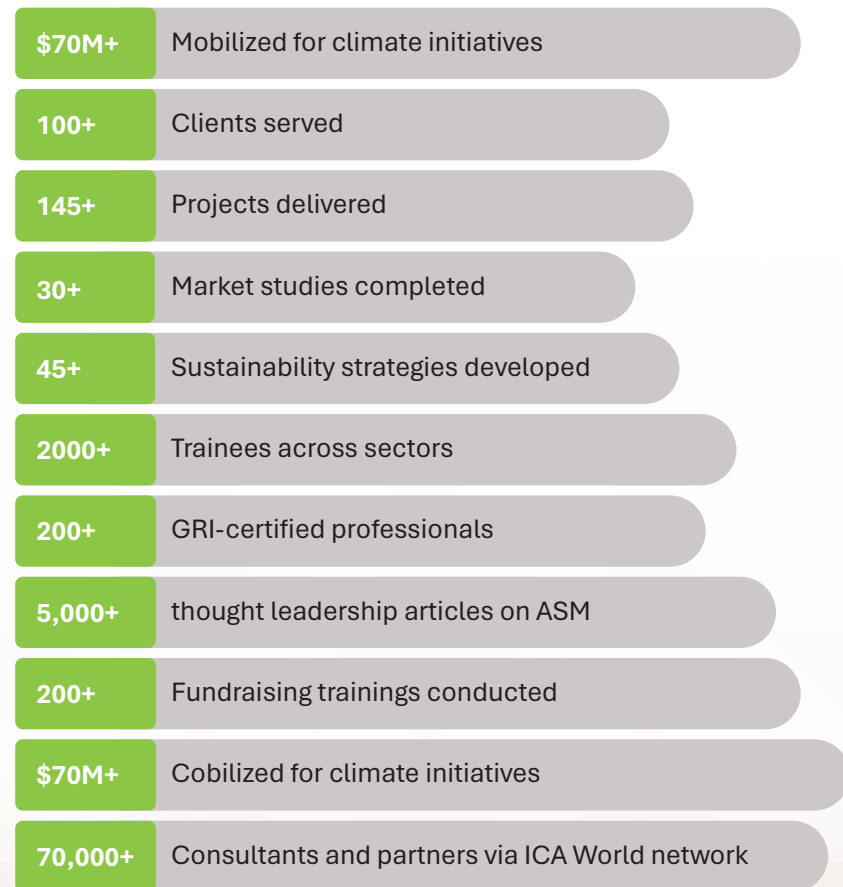 $70M+ Mobilized for climate initiatives
100+ Clients served
145+ Projects delivered
30+ Market studies completed
45+ Sustainability strategies developed
2000+ Trainees across sectors
200+ GRI-certified professionals
5,000+ thought leadership articles on ASM
200+ Fundraising trainings conducted
$70M+ Cobilized for climate initiatives
70,000+ Consultants and partners via ICA World network